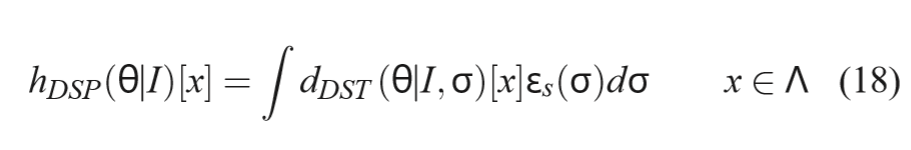 h_{DSP}(θ|I)[x] = ∫ d_{DST}(θ|I,σ)[x]ε_s(σ)dσ x ∈ Λ (18)